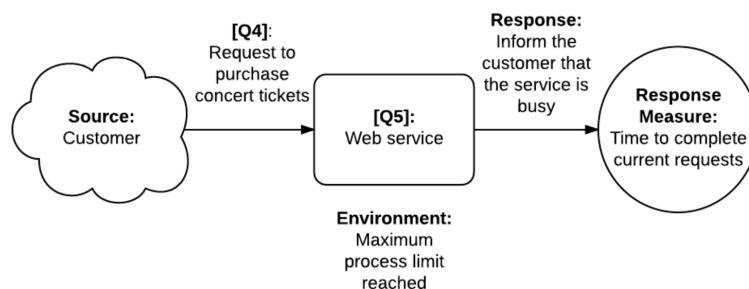 [Q4]:
Request to
purchase
concert tickets
Response:
Inform the
customer that
the service is
busy
Source:
Customer
[Q5]:
Web service
Response
Measure:
Time to complete
current requests
Environment:
Maximum
process limit
reached